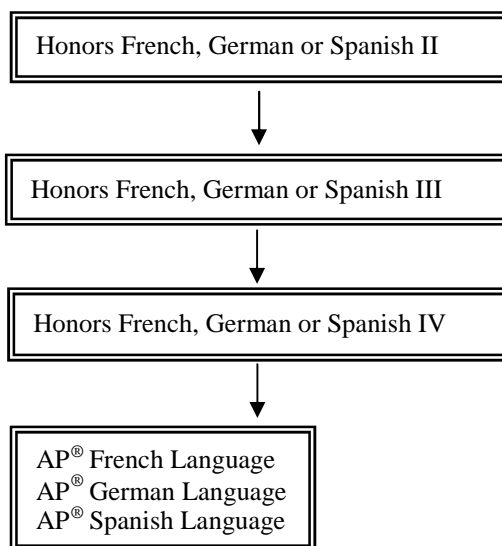 Honors French, German or Spanish II
Honors French, German or Spanish III
Honors French, German or Spanish IV
AP® French Language
AP® German Language
AP® Spanish Language